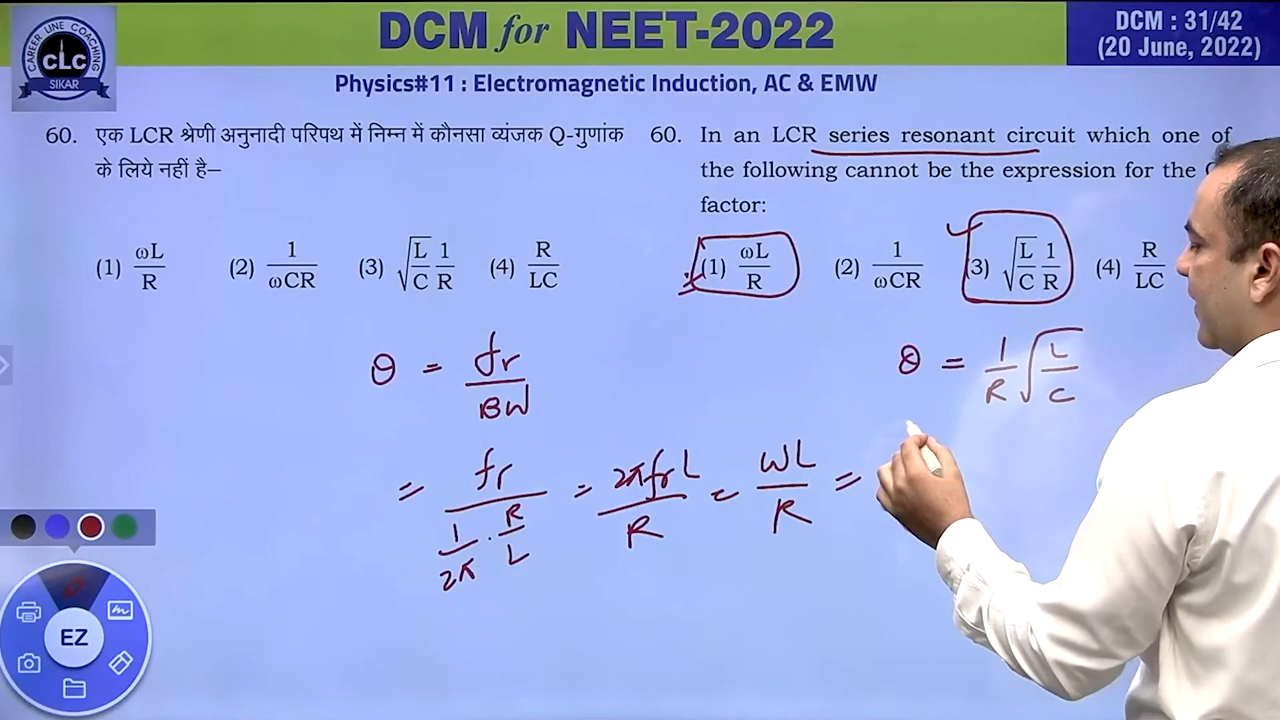 DCM for NEET-2022
DCM : 31/42
(20 June, 2022)
CAREER LINE COACHING
CLC
SIKAR
Physics#11 : Electromagnetic Induction, AC & EMW
60. एक LCR श्रेणी अनुनादी परिपथ में निम्न में कौनसा व्यंजक Q-गुणांक
के लिये नहीं है–
(1) ωL/R (2) 1/ωCR (3) √(L/C) 1/R (4) R/LC
60. In an LCR series resonant circuit which one of
the following cannot be the expression for the
factor:
(1) ωL/R (2) 1/ωCR (3) √(L/C) 1/R (4) R/LC
Q = fr/BW
= fr/(1/2π · R/L) = 2πfrL/R = ωL/R =
Q = 1/R √(L/C)
EZ